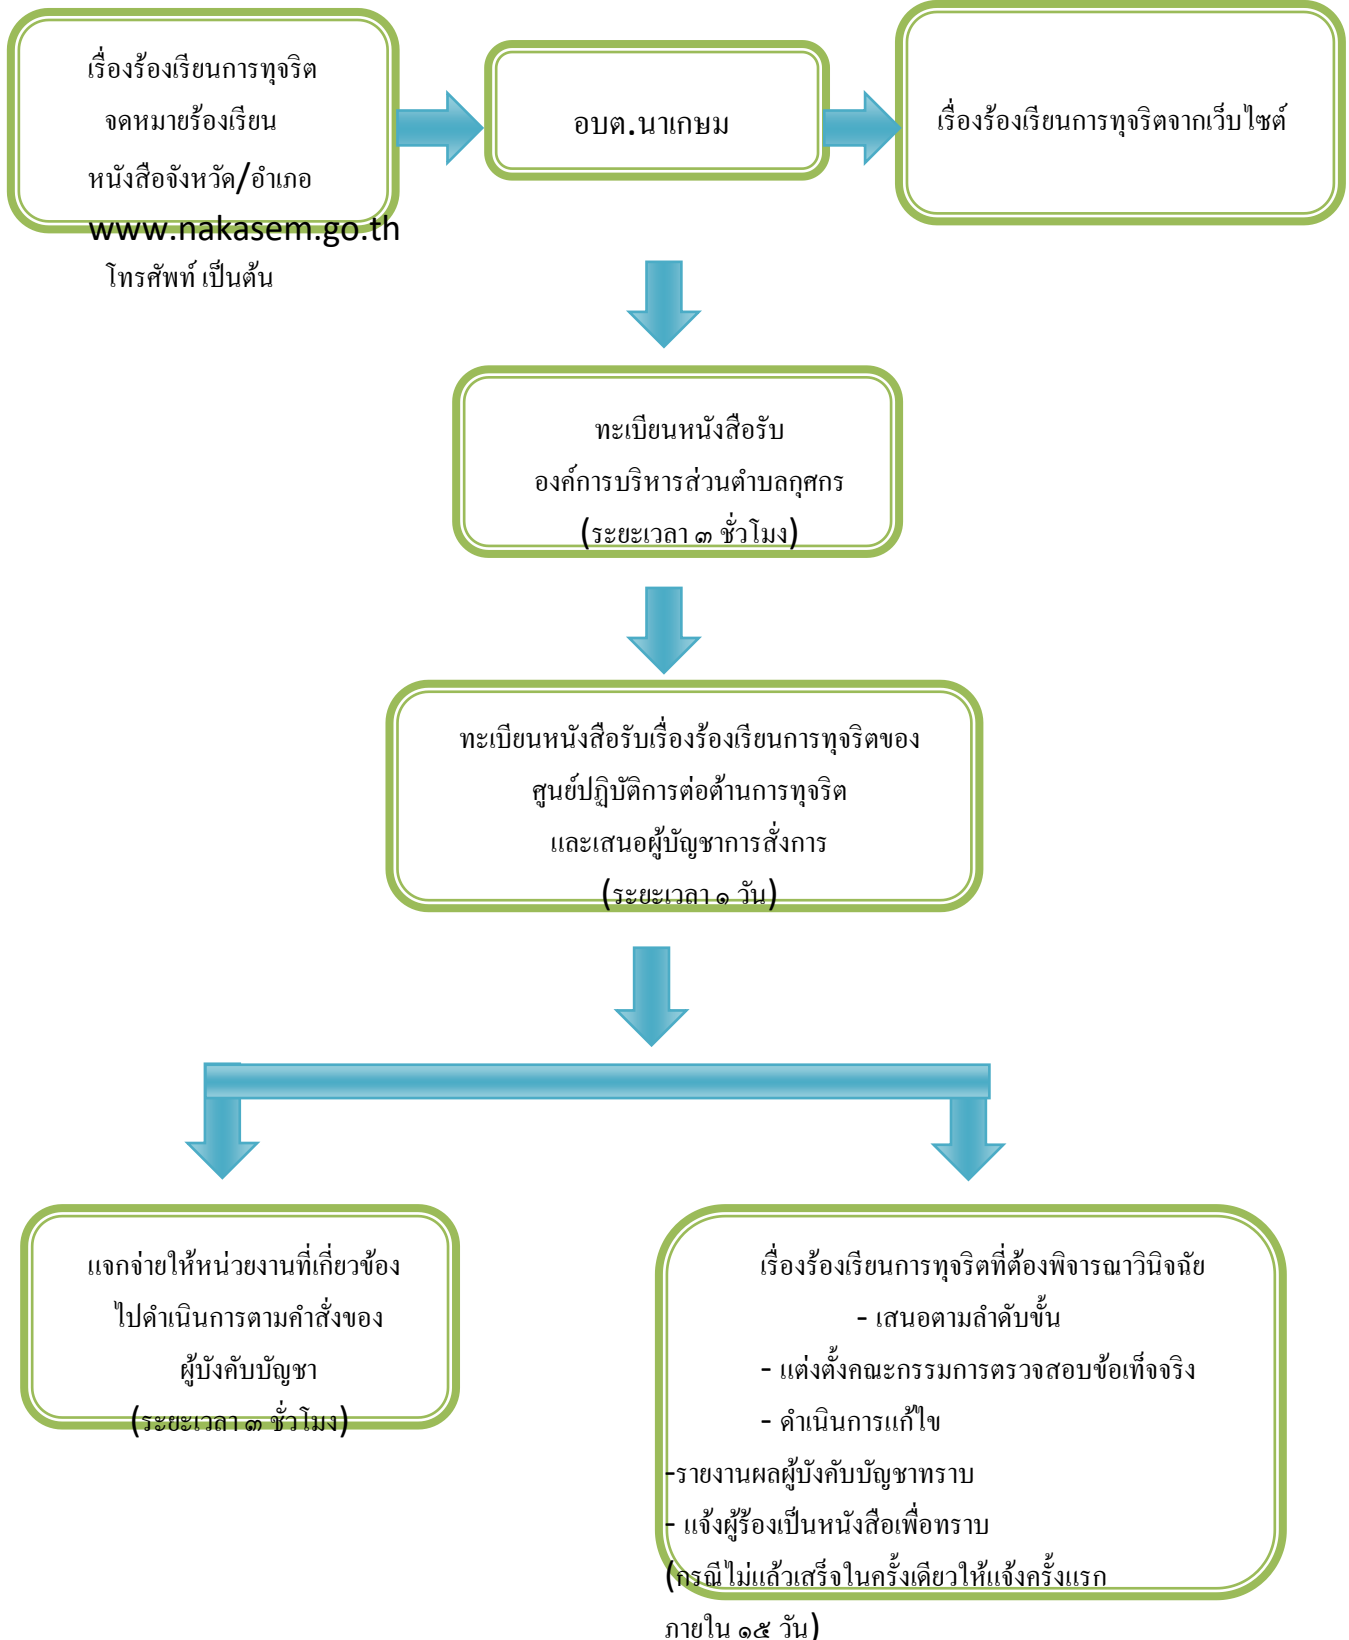 เรื่องร้องเรียนการทุจริต
จดหมายร้องเรียน
หนังสือจังหวัด/อำเภอ
www.nakasem.go.th
โทรศัพท์ เป็นต้น
อบต.นาเกษม
เรื่องร้องเรียนการทุจริตจากเว็บไซต์
ทะเบียนหนังสือรับ
องค์การบริหารส่วนตำบลกุศกร
(ระยะเวลา ๓ ชั่วโมง)
ทะเบียนหนังสือรับเรื่องร้องเรียนการทุจริตของ
ศูนย์ปฏิบัติการต่อต้านการทุจริต
และเสนอผู้บัญชาการสั่งการ
(ระยะเวลา ๑ วัน)
แจกจ่ายให้หน่วยงานที่เกี่ยวข้อง
ไปดำเนินการตามคำสั่งของ
ผู้บังคับบัญชา
(ระยะเวลา ๓ ชั่วโมง)
เรื่องร้องเรียนการทุจริตที่ต้องพิจารณาวินิจฉัย
- เสนอตามลำดับขั้น
- แต่งตั้งคณะกรรมการตรวจสอบข้อเท็จจริง
- ดำเนินการแก้ไข
-รายงานผลผู้บังคับบัญชาทราบ
- แจ้งผู้ร้องเป็นหนังสือเพื่อทราบ
(กรณีไม่แล้วเสร็จในครั้งเดียวให้แจ้งครั้งแรก
ภายใน ๑๕ วัน)